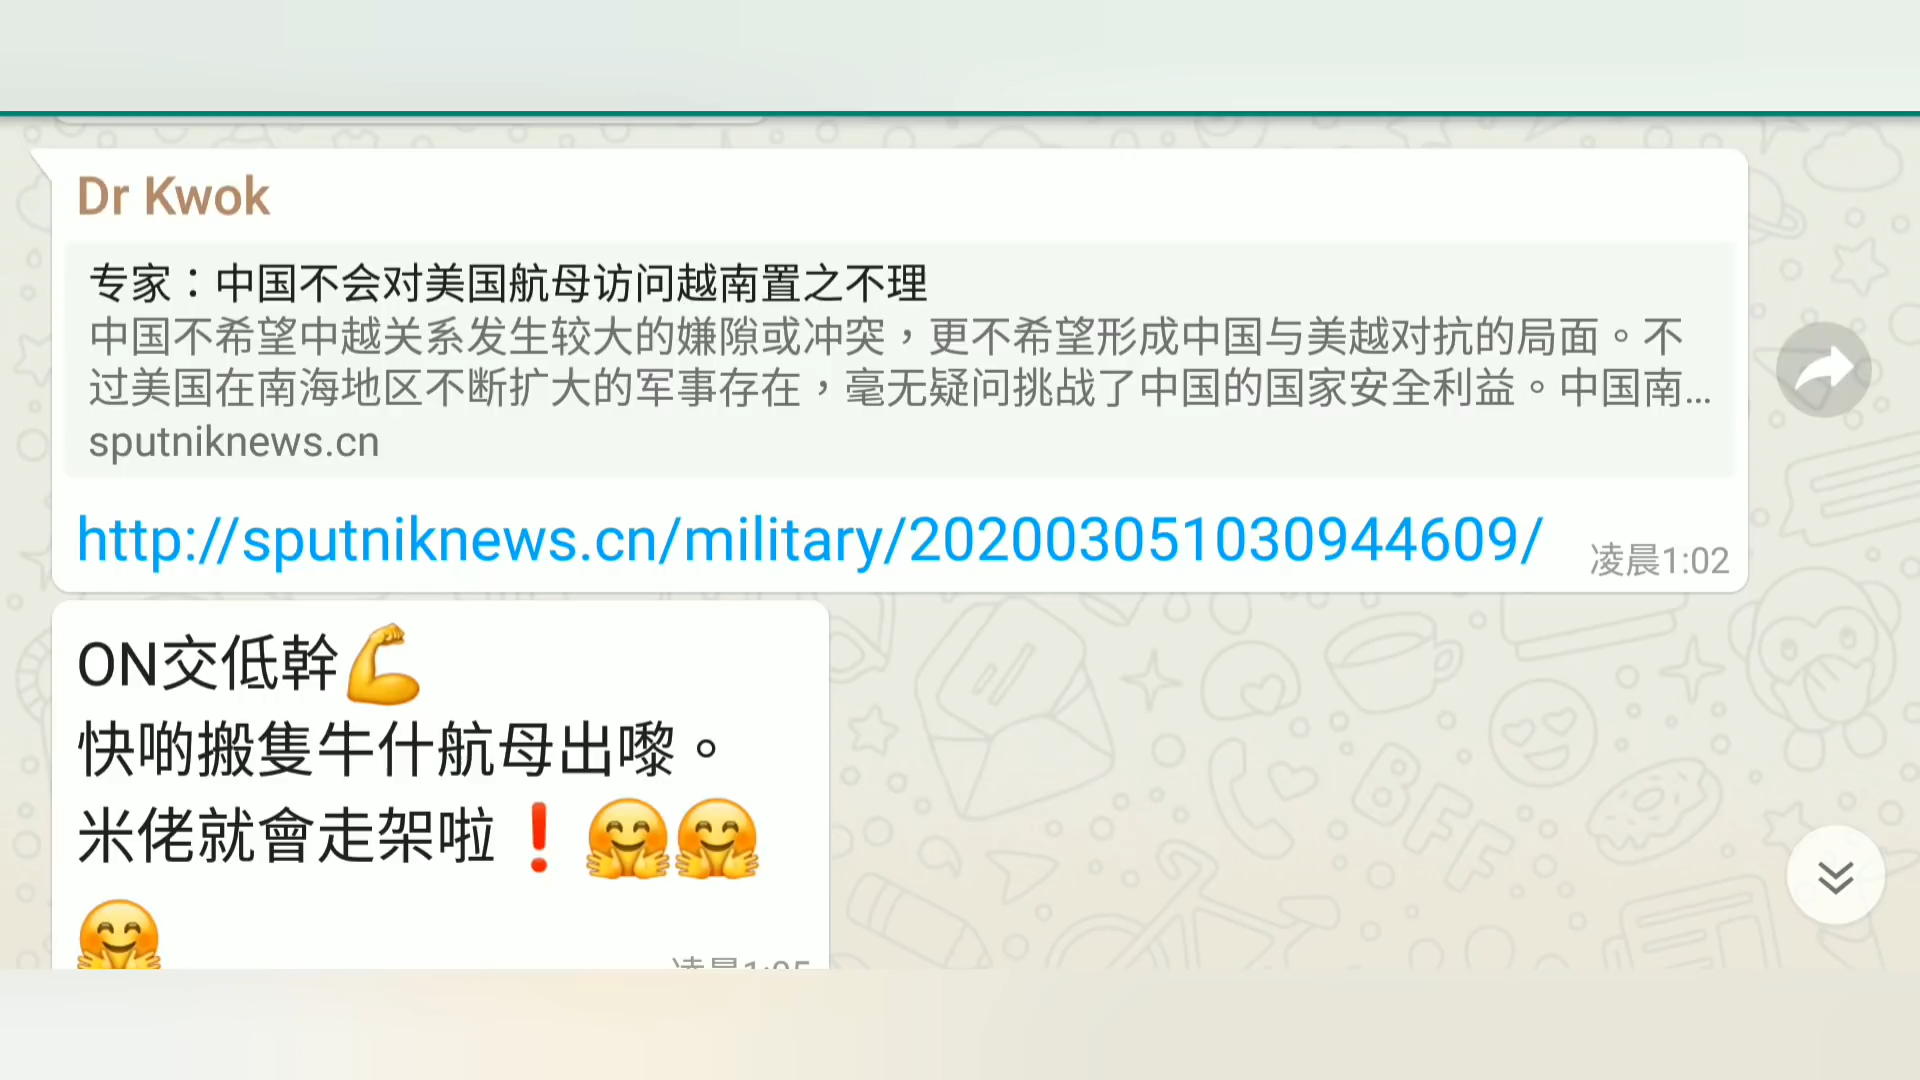 Dr Kwok
专家：中国不会对美国航母访问越南置之不理
中国不希望中越关系发生较大的嫌隙或冲突，更不希望形成中国与美越对抗的局面。不
过美国在南海地区不断扩大的军事存在，毫无疑问挑战了中国的国家安全利益。中国南...
sputniknews.cn
http://sputniknews.cn/military/202003051030944609/
凌晨1:02
ON交低幹💪
快啲搬隻牛什航母出嚟。
米佬就會走架啦❗🤗🤗
🤗
凌晨1:05